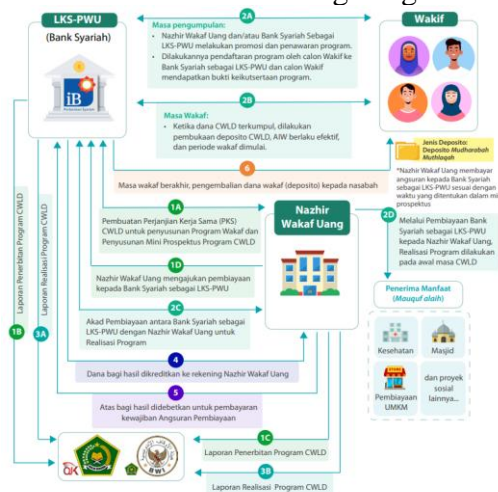 LKS-PWU
(Bank Syariah)
iB
Perbankan Syariah
2A
Masa pengumpulan:
• Nazhir Wakaf Uang dan/atau Bank Syariah Sebagai
LKS-PWU melakukan promosi dan penawaran program.
• Dilakukannya pendaftaran program oleh calon Wakif ke
Bank Syariah sebagai LKS-PWU dan calon Wakif
mendapatkan bukti keikutsertaan program.
Wakif
2B
Masa Wakaf:
• Ketika dana CWLD terkumpul, dilakukan
pembukaan deposito CWLD, AIW berlaku efektif,
dan periode wakaf dimulai.
Jenis Deposito:
Deposito Mudharabah
Muthlaqah
6
Masa wakaf berakhir, pengembalian dana wakaf (deposito) kepada nasabah
*Nazhir Wakaf Uang membayar
angsuran kepada Bank Syariah
sebagai LKS-PWU sesuai dengan
waktu yang ditentukan dalam mini
prospektus
1A
Pembuatan Perjanjian Kerja Sama (PKS)
CWLD untuk penyusunan Program Wakaf dan
Penyusunan Mini Prospektus Program CWLD
Nazhir
Wakaf Uang
1D
Nazhir Wakaf Uang mengajukan pembiayaan
kepada Bank Syariah sebagai LKS-PWU
2D
Melalui Pembiayaan Bank
Syariah sebagai LKS-PWU
kepada Nazhir Wakaf Uang,
Realisasi Program dilakukan
pada awal masa CWLD
2C
Akad Pembiayaan antara Bank Syariah sebagai
LKS-PWU dengan Nazhir Wakaf Uang untuk
Realisasi Program
Penerima Manfaat
(Mauquf alaih)
Kesehatan
Masjid
Pembiayaan
UMKM
dan proyek
sosial
lainnya...
4
Dana bagi hasil dikreditkan ke rekening Nazhir Wakaf Uang
5
Atas bagi hasil didebetkan untuk pembayaran
kewajiban Angsuran Pembiayaan
Laporan Penerbitan Program CWLD
1B
Laporan Realisasi Program CWLD
3A
BWI
1C
Laporan Penerbitan Program CWLD
3B
Laporan Realisasi Program CWLD